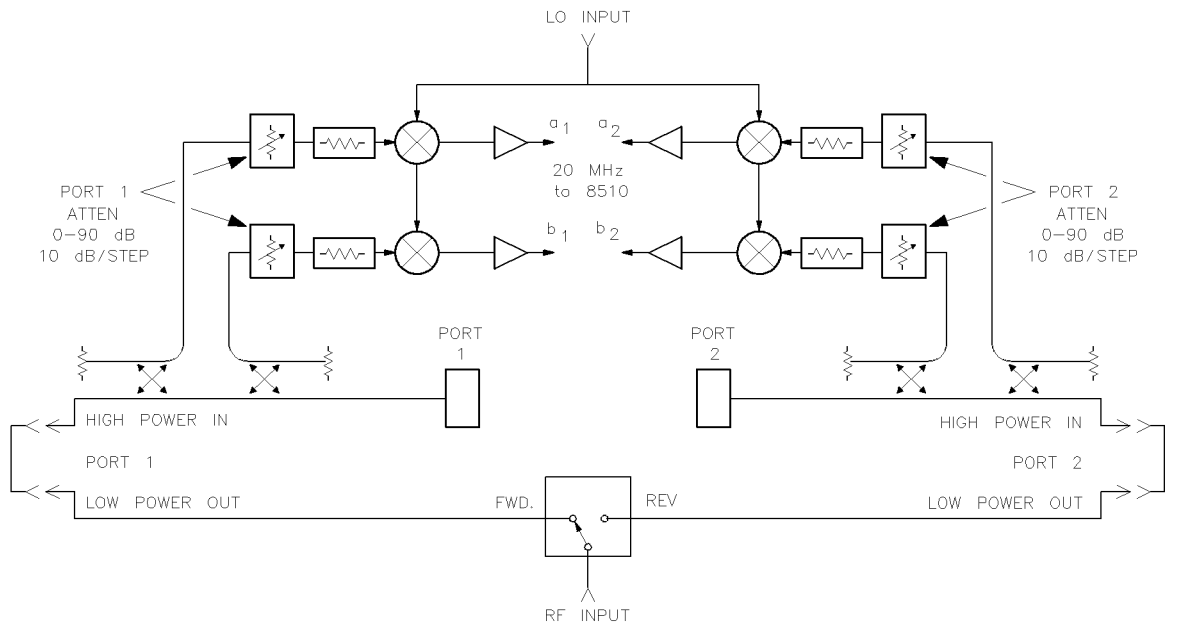 LO INPUT
a1 a2
20 MHz
to 8510
PORT 1
ATTEN
0-90 dB
10 dB/STEP
PORT 2
ATTEN
0-90 dB
10 dB/STEP
b1 b2
PORT
1
PORT
2
HIGH POWER IN
HIGH POWER IN
PORT 1
PORT 2
LOW POWER OUT
FWD.
REV
LOW POWER OUT
RF INPUT